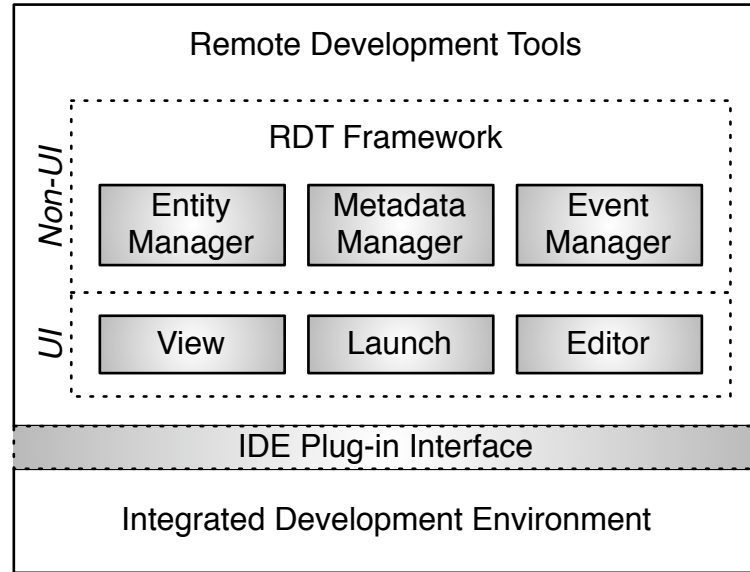 Remote Development Tools
Non-UI
RDT Framework
Entity
Manager
Metadata
Manager
Event
Manager
UI
View
Launch
Editor
IDE Plug-in Interface
Integrated Development Environment